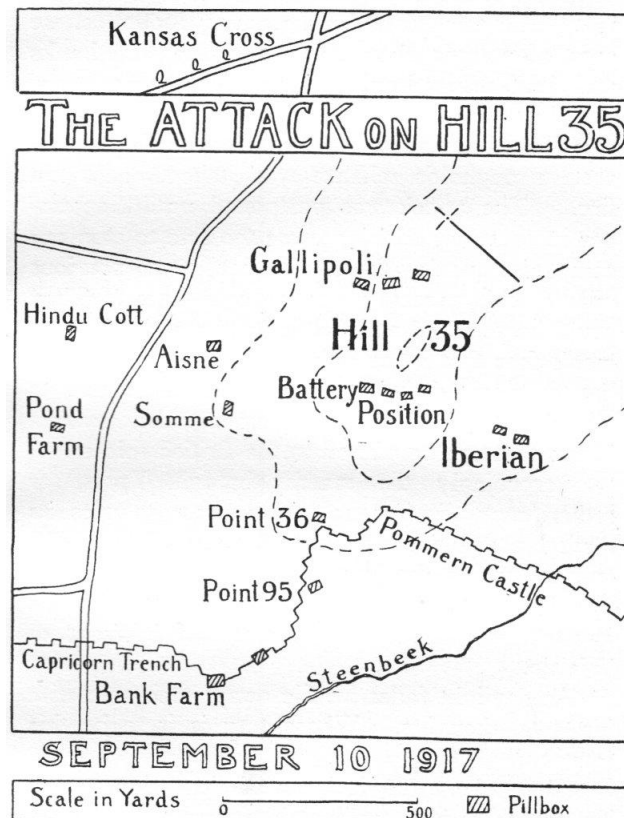 Kansas Cross
THE ATTACK ON HILL 35
Gallipoli
Hindu Cott
Hill 35
Aisne
Battery
Position
Pond
Farm
Somme
Iberian
Point 36
Pommern Castle
Point 95
Capricorn Trench
Steenbeek
Bank Farm
SEPTEMBER 10 1917
Scale in Yards 0 500 Pillbox